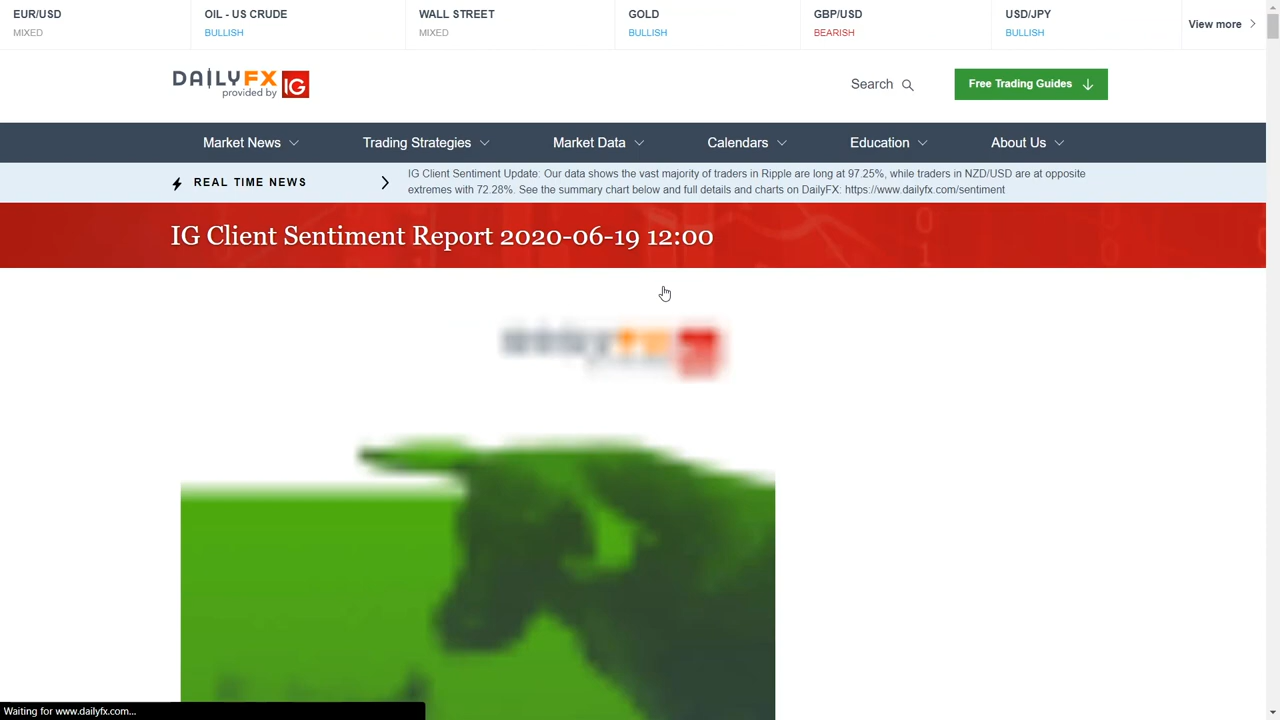 EUR/USD
MIXED
OIL - US CRUDE
BULLISH
WALL STREET
MIXED
GOLD
BULLISH
GBP/USD
BEARISH
USD/JPY
BULLISH
View more
DAILYFX
provided by IG
Search
Free Trading Guides
Market News
Trading Strategies
Market Data
Calendars
Education
About Us
REAL TIME NEWS
IG Client Sentiment Update: Our data shows the vast majority of traders in Ripple are long at 97.25%, while traders in NZD/USD are at opposite
extremes with 72.28%. See the summary chart below and full details and charts on DailyFX: https://www.dailyfx.com/sentiment
IG Client Sentiment Report 2020-06-19 12:00
Waiting for www.dailyfx.com...